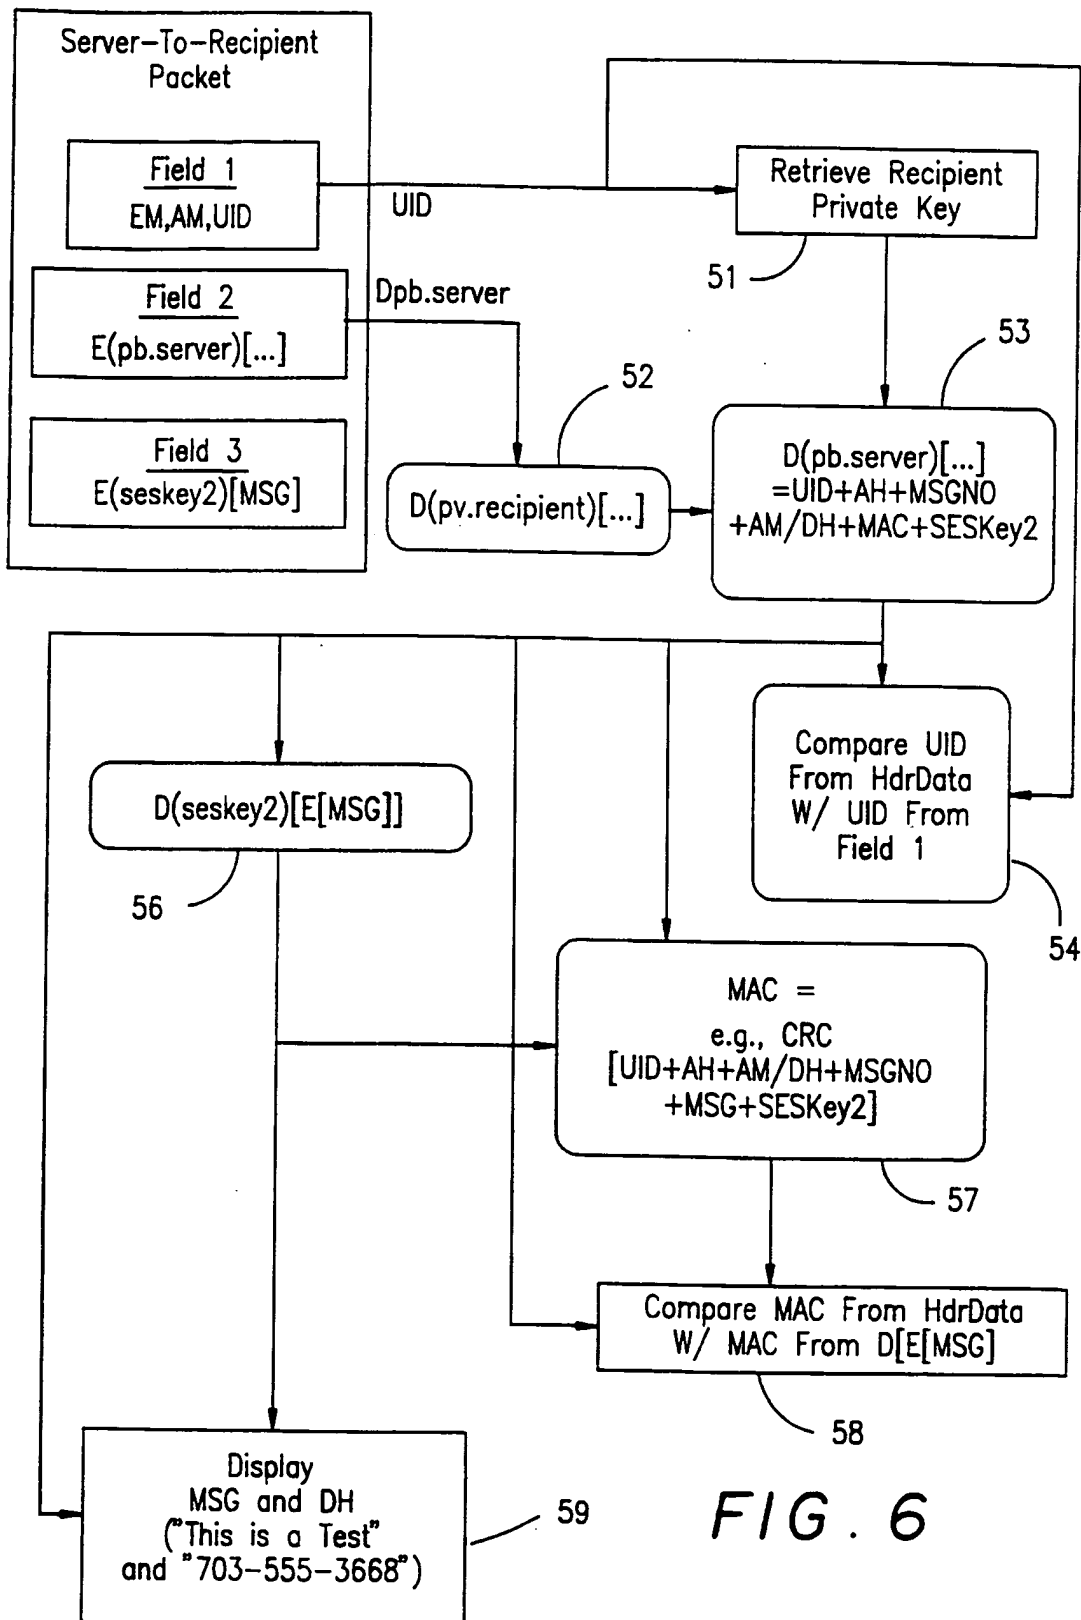 Server-To-Recipient
Packet
Field 1
EM,AM,UID
UID
Retrieve Recipient
Private Key
51
Field 2
E(pb.server)[...]
Dpb.server
Field 3
E(seskey2)[MSG]
52
D(pv.recipient)[...]
53
D(pb.server)[...]
=UID+AH+MSGNO
+AM/DH+MAC+SESKey2
Compare UID
From HdrData
W/ UID From
Field 1
54
D(seskey2)[E[MSG]]
56
MAC =
e.g., CRC
[UID+AH+AM/DH+MSGNO
+MSG+SESKey2]
57
Compare MAC From HdrData
W/ MAC From D[E[MSG]
58
Display
MSG and DH
("This is a Test"
and "703-555-3668")
59
FIG. 6